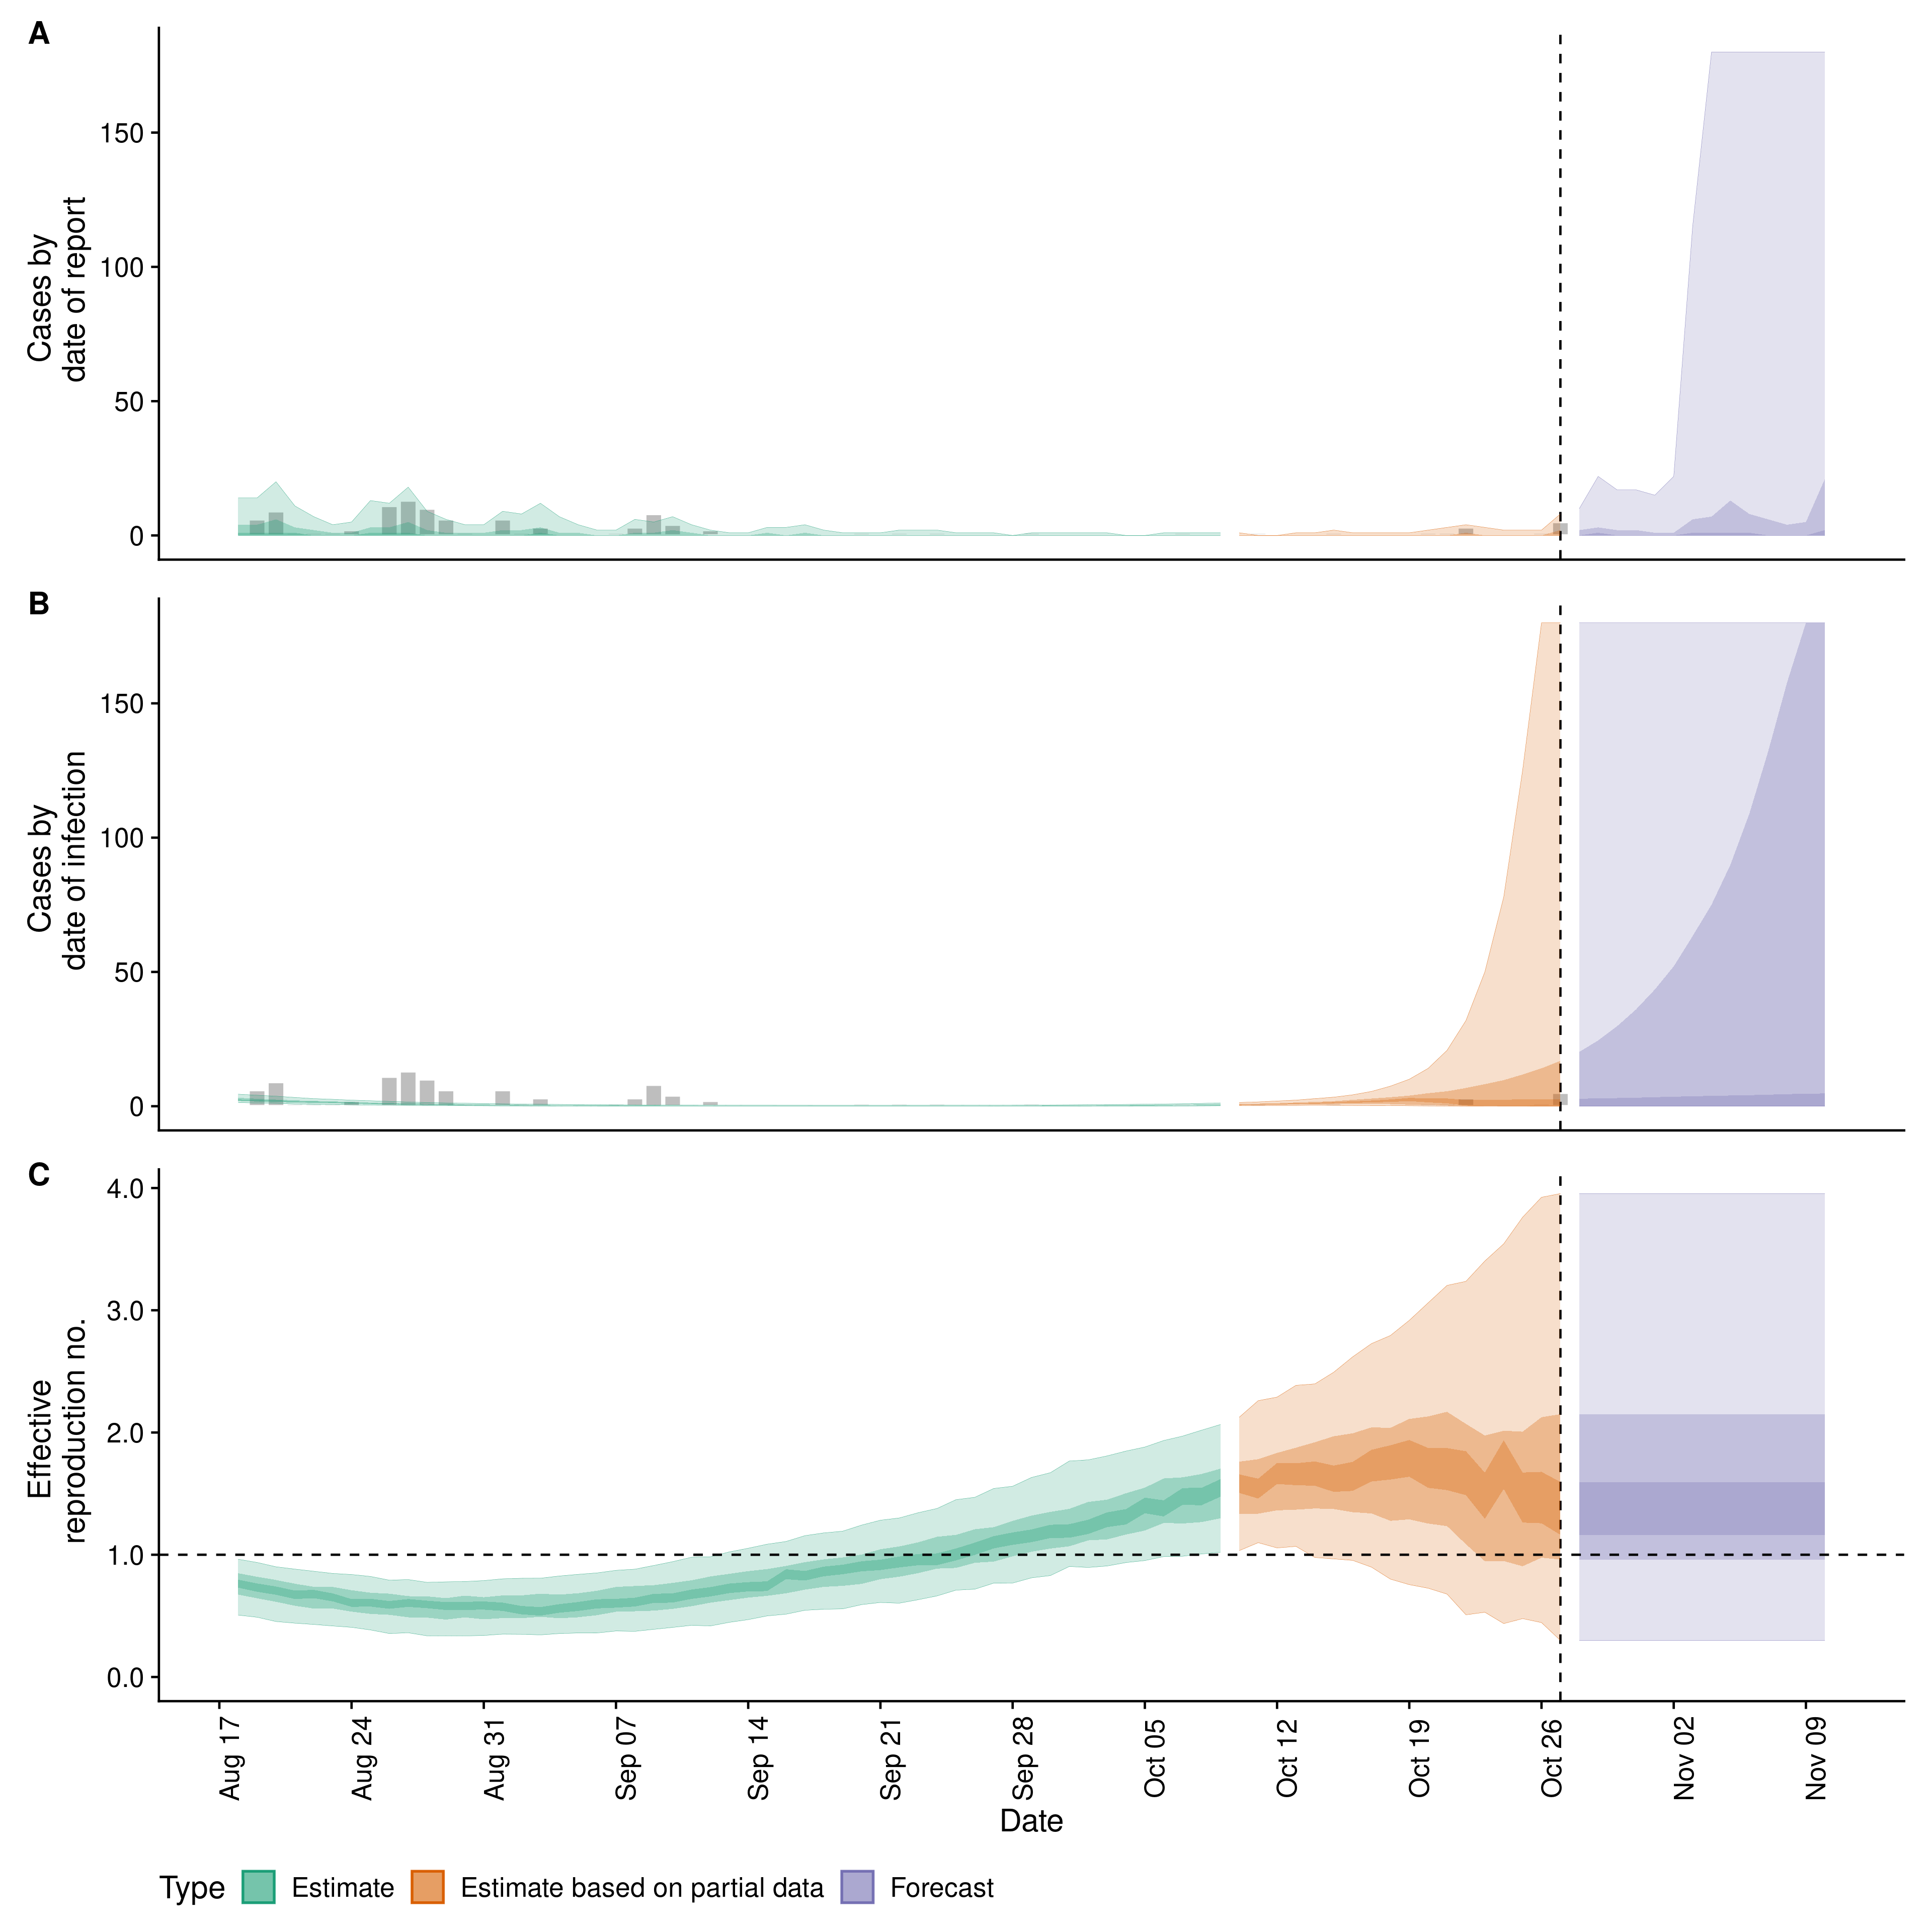 A
Cases by
date of report
150
100
50
0
B
Cases by
date of infection
150
100
50
0
C
Effective
reproduction no.
4.0
3.0
2.0
1.0
0.0
Aug 17
Aug 24
Aug 31
Sep 07
Sep 14
Sep 21
Sep 28
Oct 05
Oct 12
Oct 19
Oct 26
Nov 02
Nov 09
Date
Type Estimate Estimate based on partial data Forecast